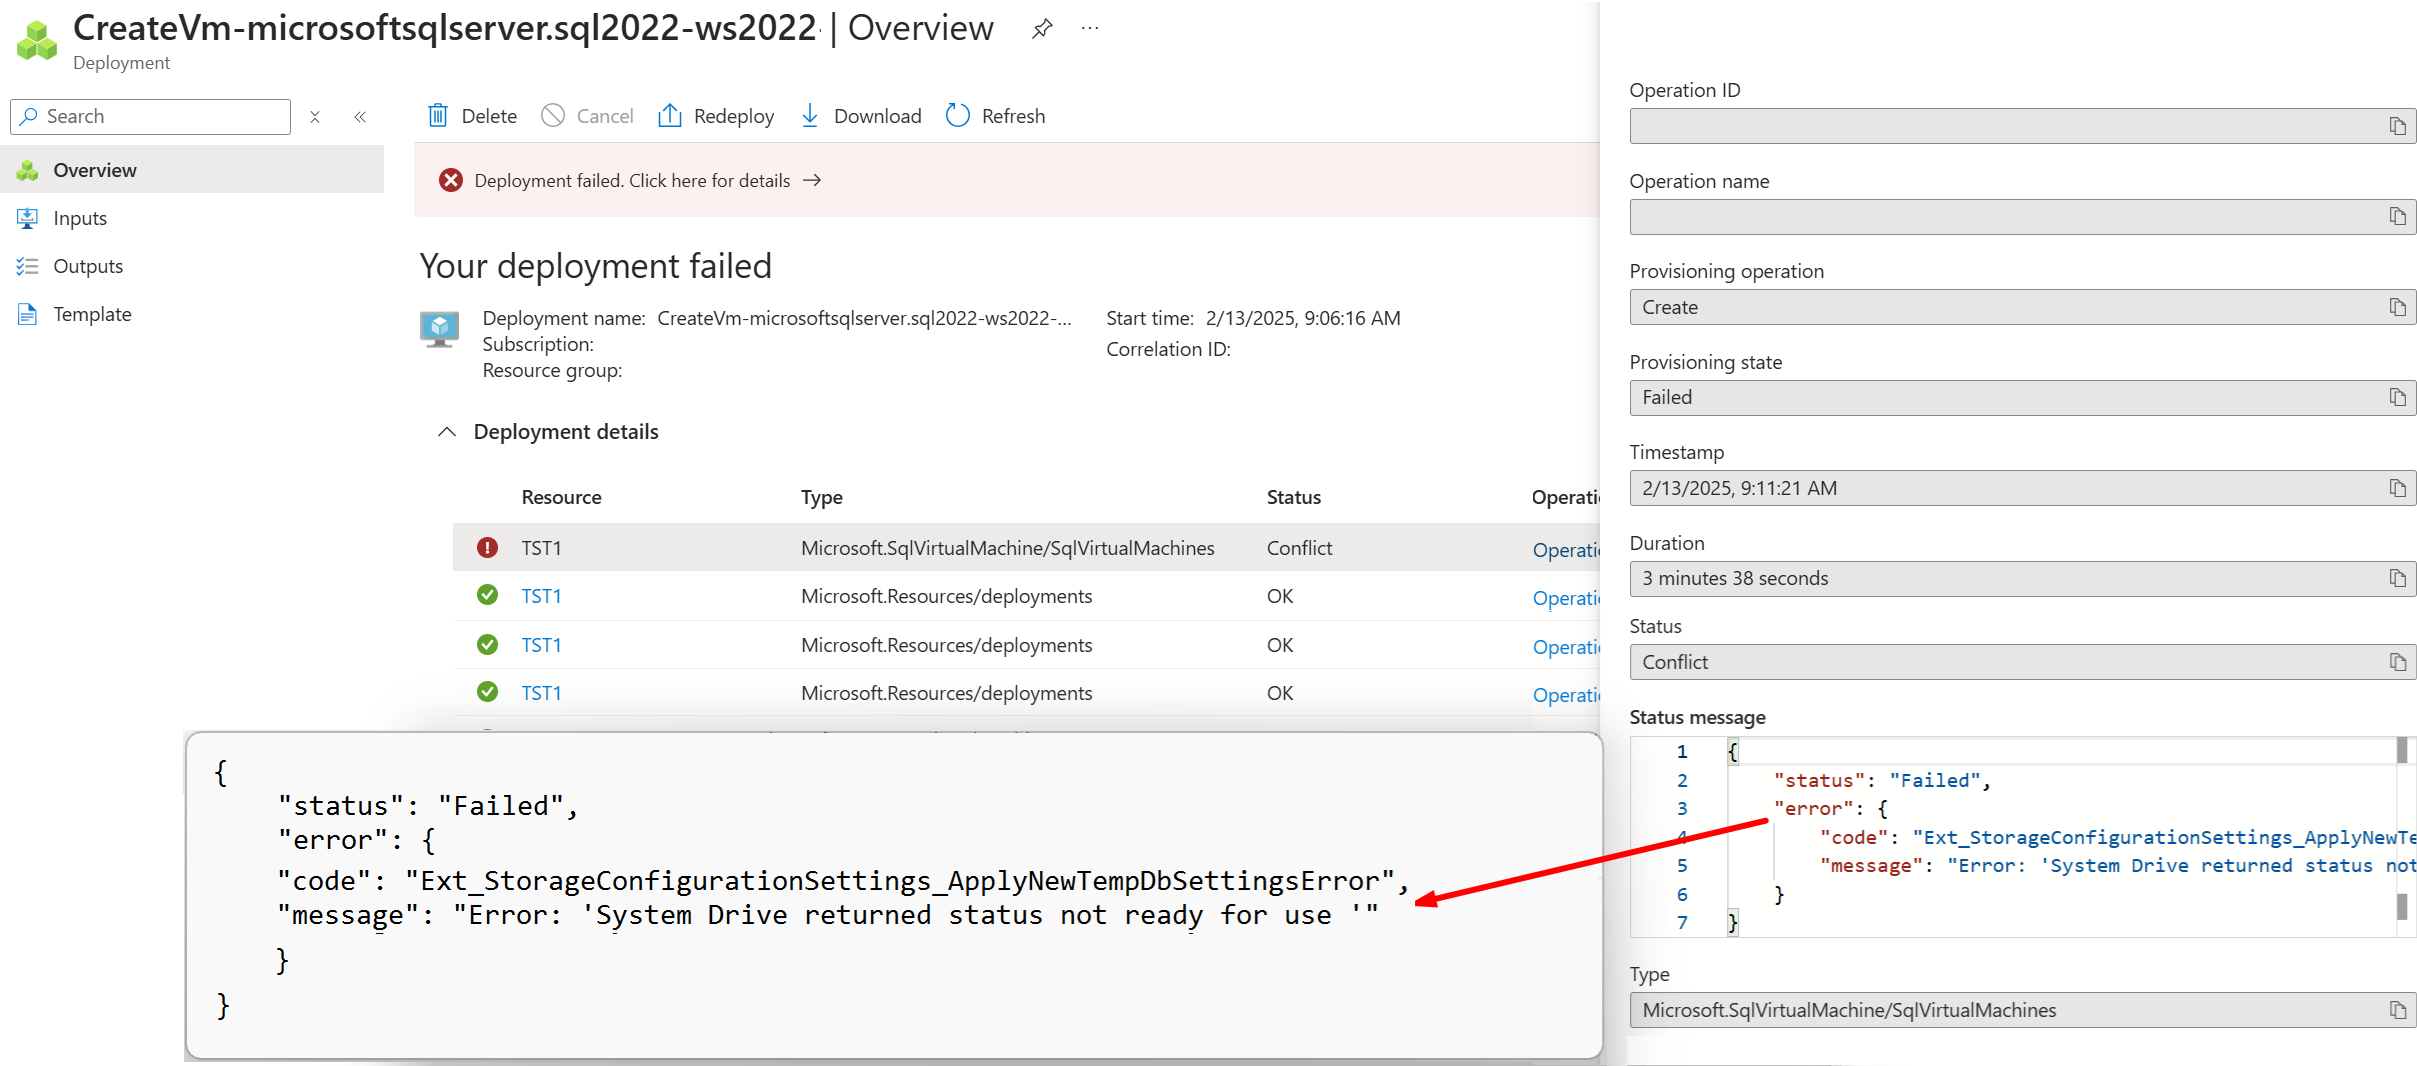 CreateVm-microsoftsqlserver.sql2022-ws2022- | Overview
Deployment
Search
Overview
Inputs
Outputs
Template
Delete
Cancel
Redeploy
Download
Refresh
Deployment failed. Click here for details →
Your deployment failed
Deployment name: CreateVm-microsoftsqlserver.sql2022-ws2022-...
Subscription:
Resource group:
Start time: 2/13/2025, 9:06:16 AM
Correlation ID:
Deployment details
Resource Type Status Operati
TST1 Microsoft.SqlVirtualMachine/SqlVirtualMachines Conflict Operati
TST1 Microsoft.Resources/deployments OK Operati
TST1 Microsoft.Resources/deployments OK Operati
TST1 Microsoft.Resources/deployments OK Operati
{
"status": "Failed",
"error": {
"code": "Ext_StorageConfigurationSettings_ApplyNewTempDbSettingsError",
"message": "Error: 'System Drive returned status not ready for use '"
}
}
Operation ID
Operation name
Provisioning operation
Create
Provisioning state
Failed
Timestamp
2/13/2025, 9:11:21 AM
Duration
3 minutes 38 seconds
Status
Conflict
Status message
1 {
2 "status": "Failed",
3 "error": {
4 "code": "Ext_StorageConfigurationSettings_ApplyNewTe
5 "message": "Error: 'System Drive returned status not
6 }
7 }
Type
Microsoft.SqlVirtualMachine/SqlVirtualMachines